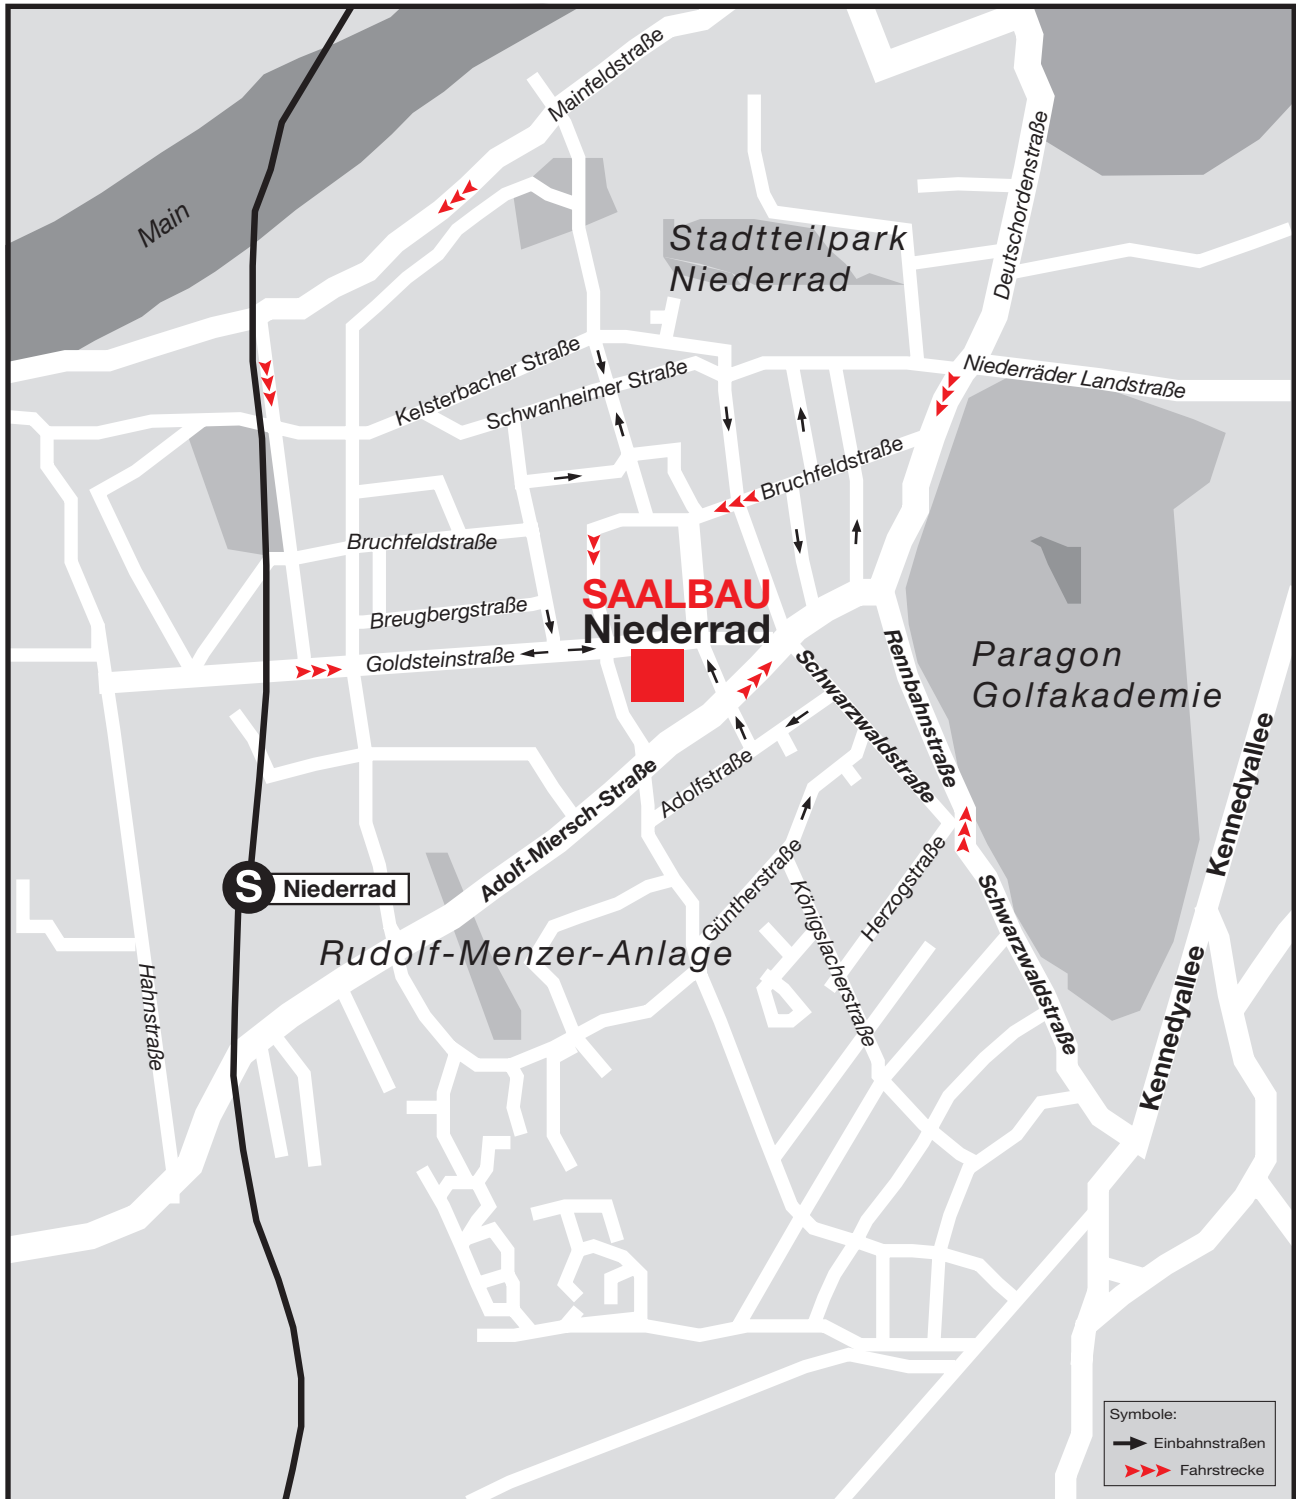 Mainfeldstraße
Main
Deutschordenstraße
Stadtteilpark
Niederrad
Kelsterbacher Straße
Schwanheimer Straße
Niederräder Landstraße
Bruchfeldstraße
Bruchfeldstraße
SAALBAU
Niederrad
Breugbergstraße
Goldsteinstraße
Rennbahnstraße
Schwarzwaldstraße
Paragon
Golfakademie
Kennedyallee
Adolfstraße
Adolf-Miersch-Straße
S Niederrad
Güntherstraße
Königslacherstraße
Herzogstraße
Schwarzwaldstraße
Rudolf-Menzer-Anlage
Hahnstraße
Kennedyallee
Symbole:
Einbahnstraßen
Fahrstrecke